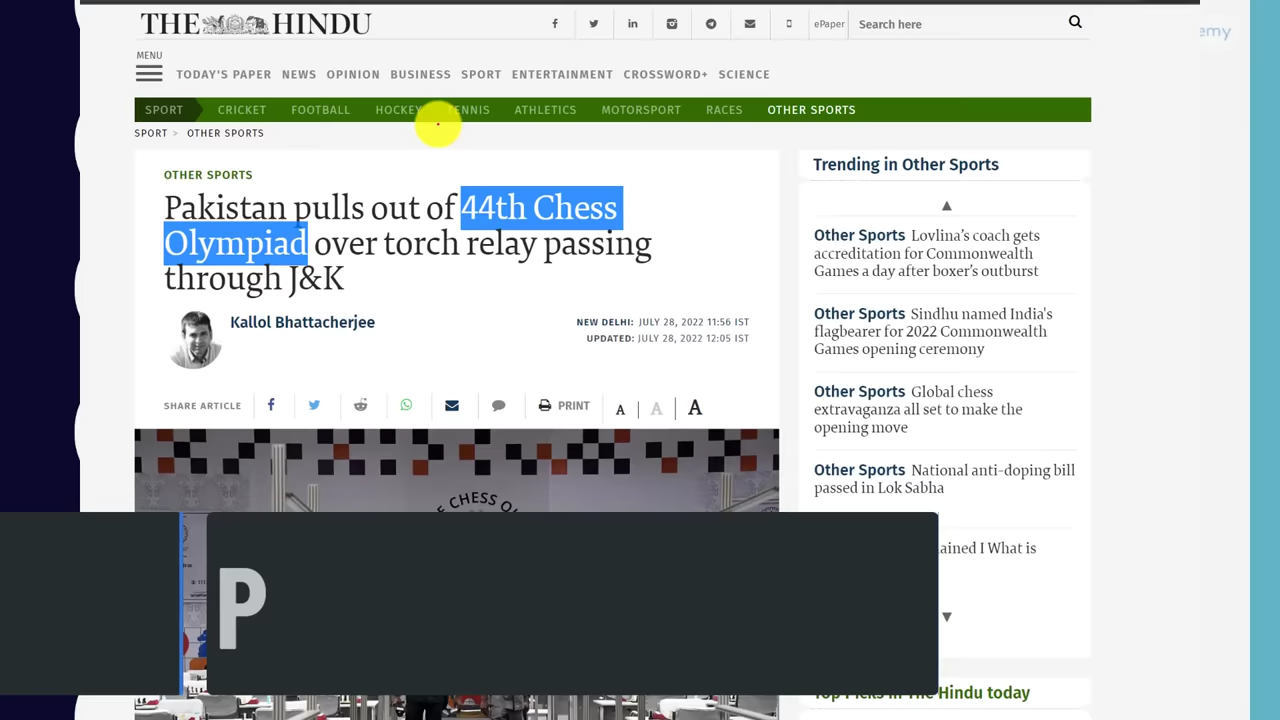 THE HINDU
ePaper
Search here
emy
MENU
TODAY'S PAPER NEWS OPINION BUSINESS SPORT ENTERTAINMENT CROSSWORD+ SCIENCE
SPORT CRICKET FOOTBALL HOCKEY TENNIS ATHLETICS MOTORSPORT RACES OTHER SPORTS
SPORT > OTHER SPORTS
OTHER SPORTS
Pakistan pulls out of 44th Chess
Olympiad over torch relay passing
through J&K
Kallol Bhattacherjee
NEW DELHI: JULY 28, 2022 11:56 IST
UPDATED: JULY 28, 2022 12:05 IST
SHARE ARTICLE
PRINT
A A A
E CHESS O
P
Trending in Other Sports
Other Sports Lovlina's coach gets
accreditation for Commonwealth
Games a day after boxer's outburst
Other Sports Sindhu named India's
flagbearer for 2022 Commonwealth
Games opening ceremony
Other Sports Global chess
extravaganza all set to make the
opening move
Other Sports National anti-doping bill
passed in Lok Sabha
ained I What is
Top Picks in The Hindu today